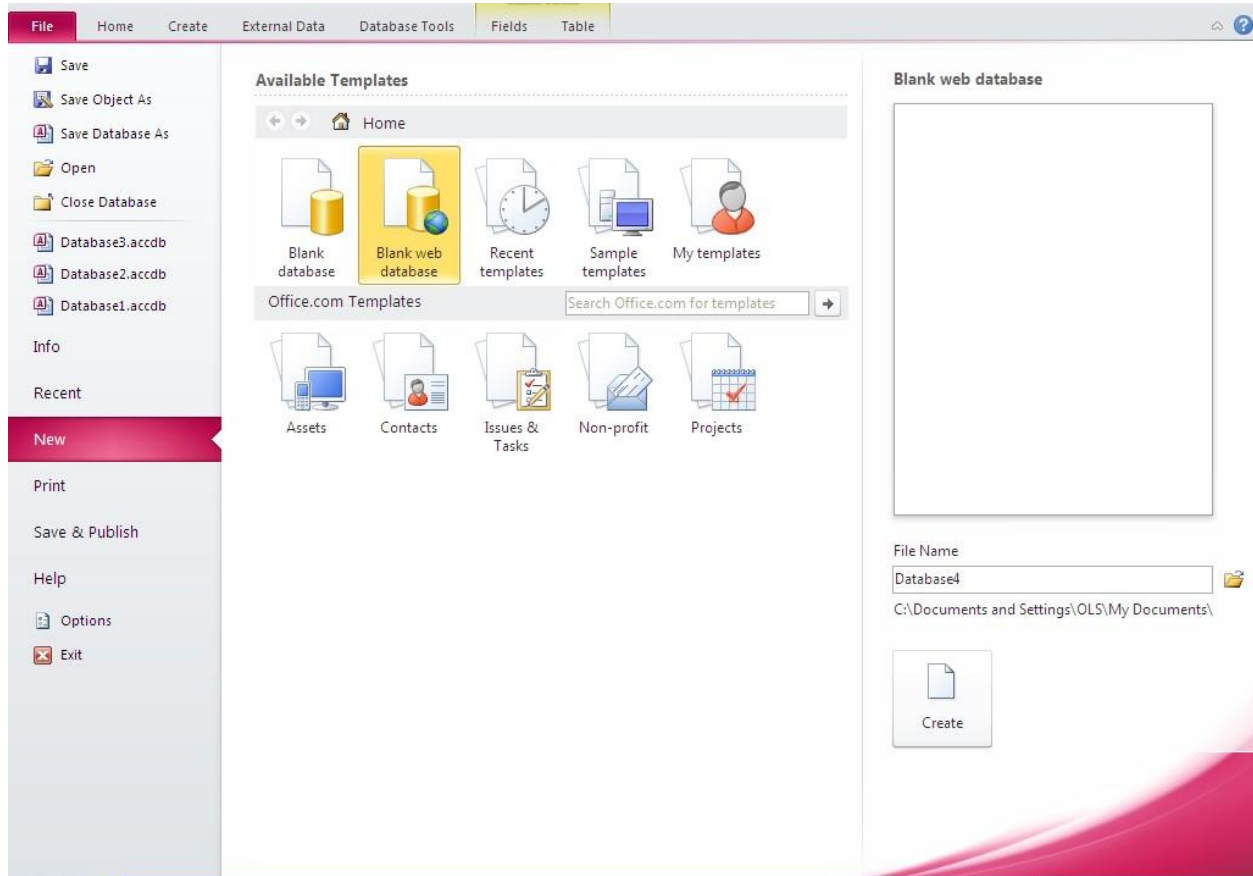 File Home Create External Data Database Tools Fields Table
Save
Save Object As
Save Database As
Open
Close Database
Database3.accdb
Database2.accdb
Database1.accdb
Info
Recent
New
Print
Save & Publish
Help
Options
Exit
Available Templates
Home
Blank
database
Blank web
database
Recent
templates
Sample
templates
My templates
Office.com Templates
Search Office.com for templates
Assets
Contacts
Issues &
Tasks
Non-profit
Projects
Blank web database
File Name
Database4
C:\Documents and Settings\OLS\My Documents\
Create